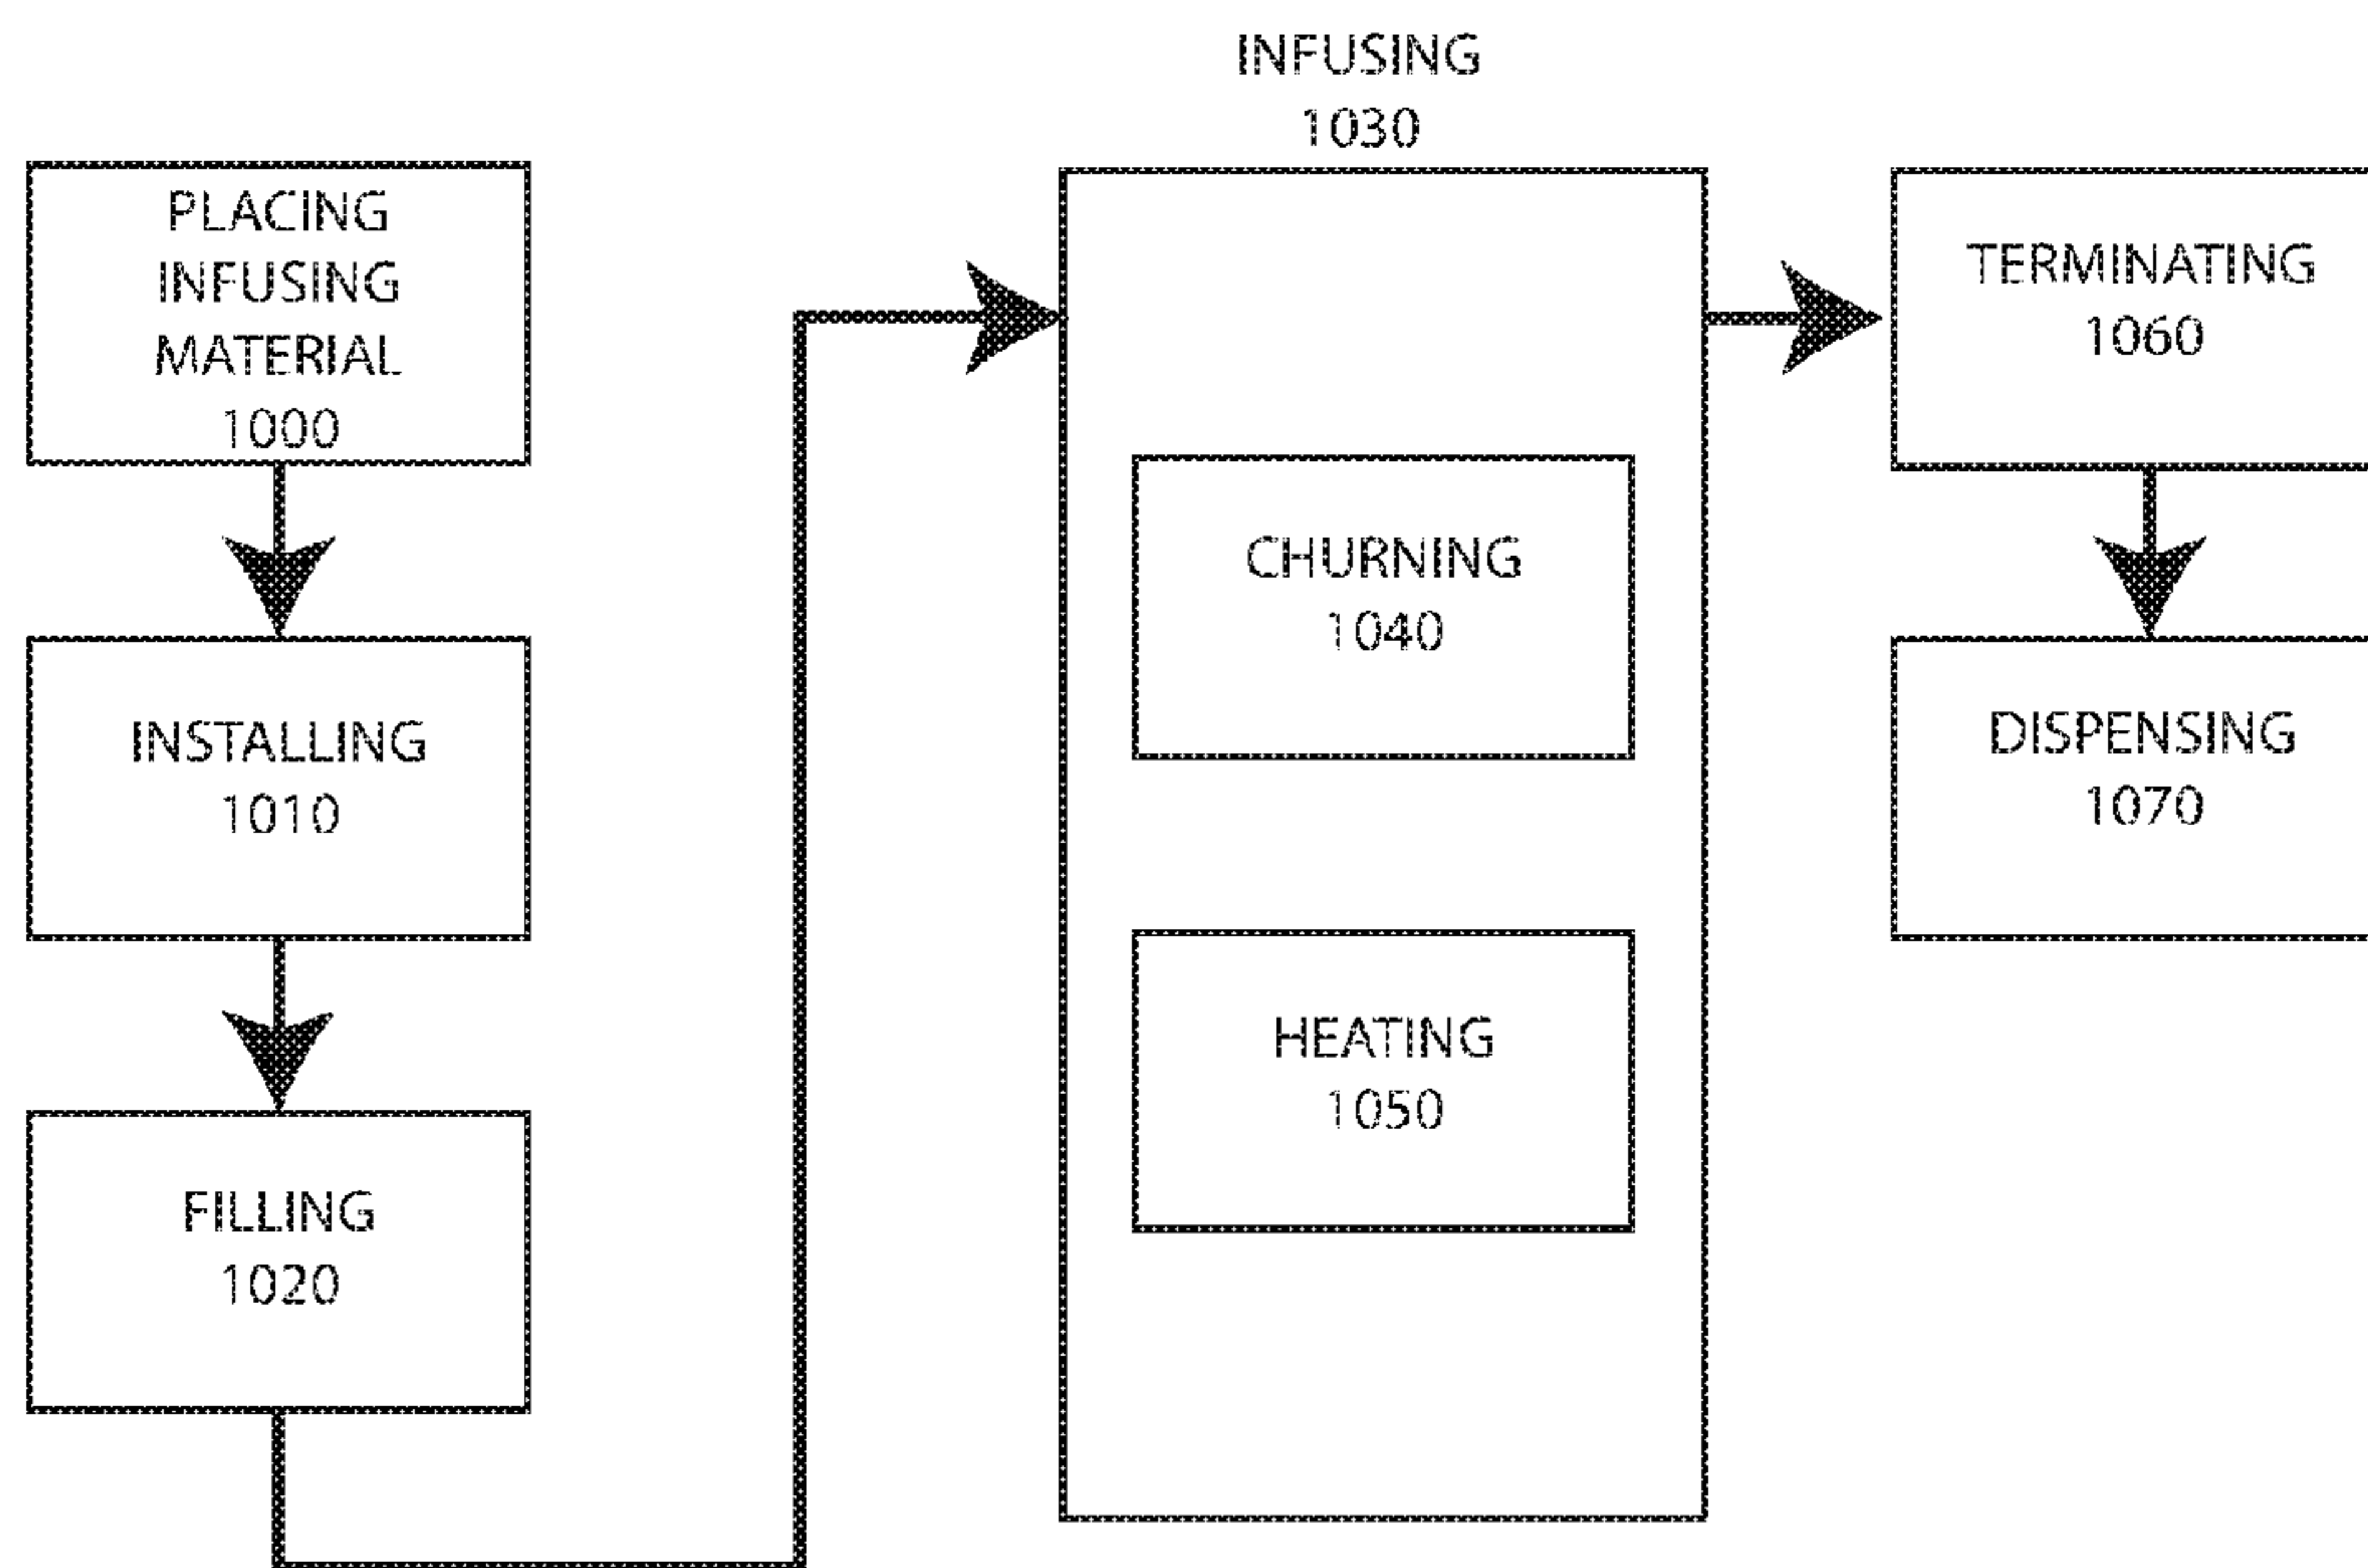 PLACING
INFUSING
MATERIAL
1000
INSTALLING
1010
FILLING
1020
INFUSING
1030
CHURNING
1040
HEATING
1050
TERMINATING
1060
DISPENSING
1070